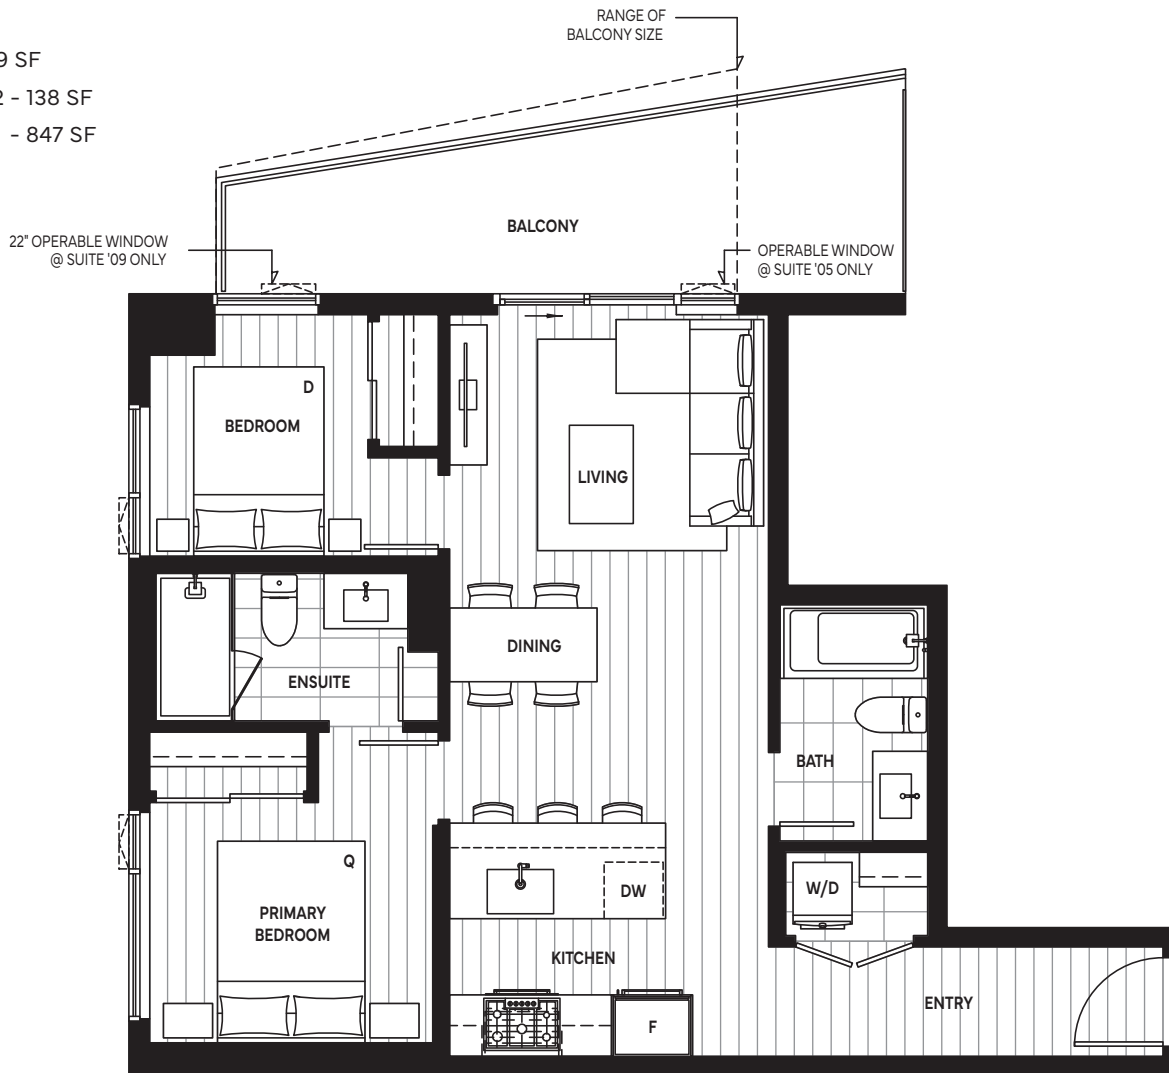 RANGE OF
BALCONY SIZE
9 SF
2 - 138 SF
- 847 SF
BALCONY
22" OPERABLE WINDOW
@ SUITE '09 ONLY
OPERABLE WINDOW
@ SUITE '05 ONLY
D
BEDROOM
LIVING
DINING
ENSUITE
BATH
Q
PRIMARY
BEDROOM
DW
W/D
KITCHEN
ENTRY
F